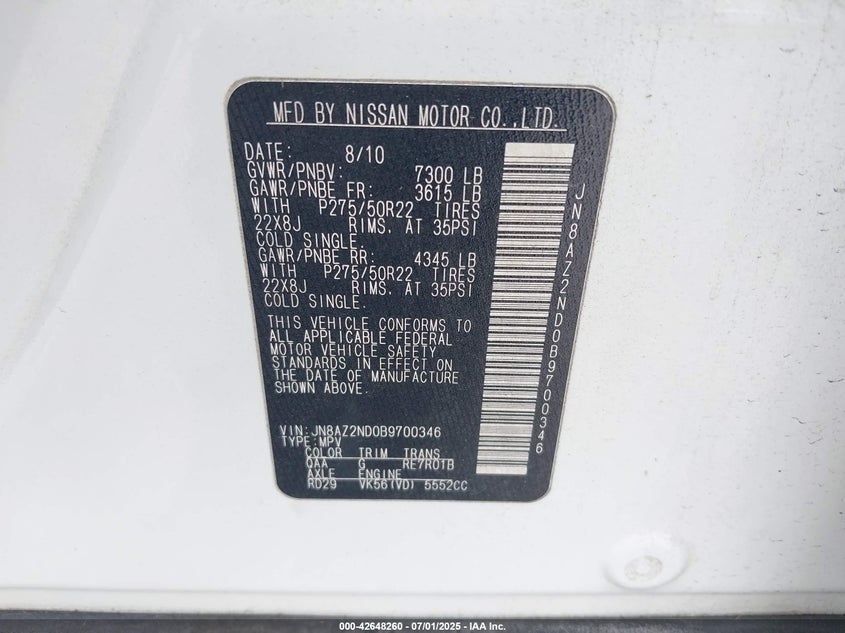 MFD BY NISSAN MOTOR CO.,LTD.
DATE: 8/10
GVWR/PNBV: 7300 LB
GAWR/PNBE FR: 3615 LB
WITH P275/50R22 TIRES
22X8J RIMS. AT 35PSI
COLD SINGLE.
GAWR/PNBE RR: 4345 LB
WITH P275/50R22 TIRES
22X8J RIMS. AT 35PSI
COLD SINGLE.
THIS VEHICLE CONFORMS TO
ALL APPLICABLE FEDERAL
MOTOR VEHICLE SAFETY
STANDARDS IN EFFECT ON
THE DATE OF MANUFACTURE
SHOWN ABOVE.
VIN:JN8AZ2ND0B9700346
TYPE:MPV
COLOR TRIM TRANS
QAA G RE7R01B
AXLE ENGINE
RD29 VK56(VD) 5552CC
JN8AZ2ND0B9700346
000-42648260 - 07/01/2025 - IAA Inc.